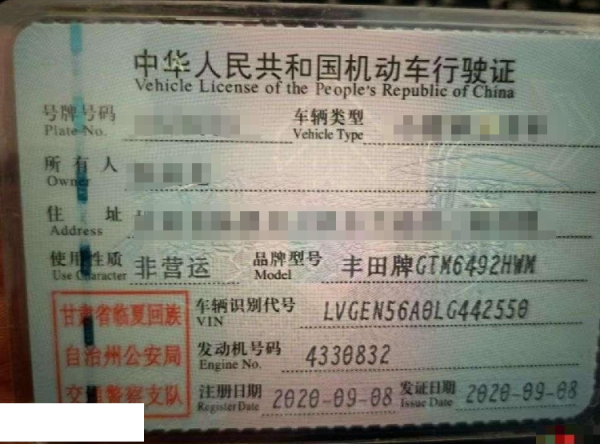 中华人民共和国机动车行驶证
Vehicle License of the People's Republic of China
号牌号码 车辆类型
Plate No. Vehicle Type
所有人
Owner
住址
Address
使用性质 非营运 品牌型号 丰田牌GTM6492HWM
Use Character Model
甘肃省临夏回族
自治州公安局
交通警察支队
车辆识别代号 LVGEN56A0LG442550
VIN
发动机号码 4330832
Engine No.
注册日期 2020-09-08 发证日期 2020-09-08
Register Date Issue Date